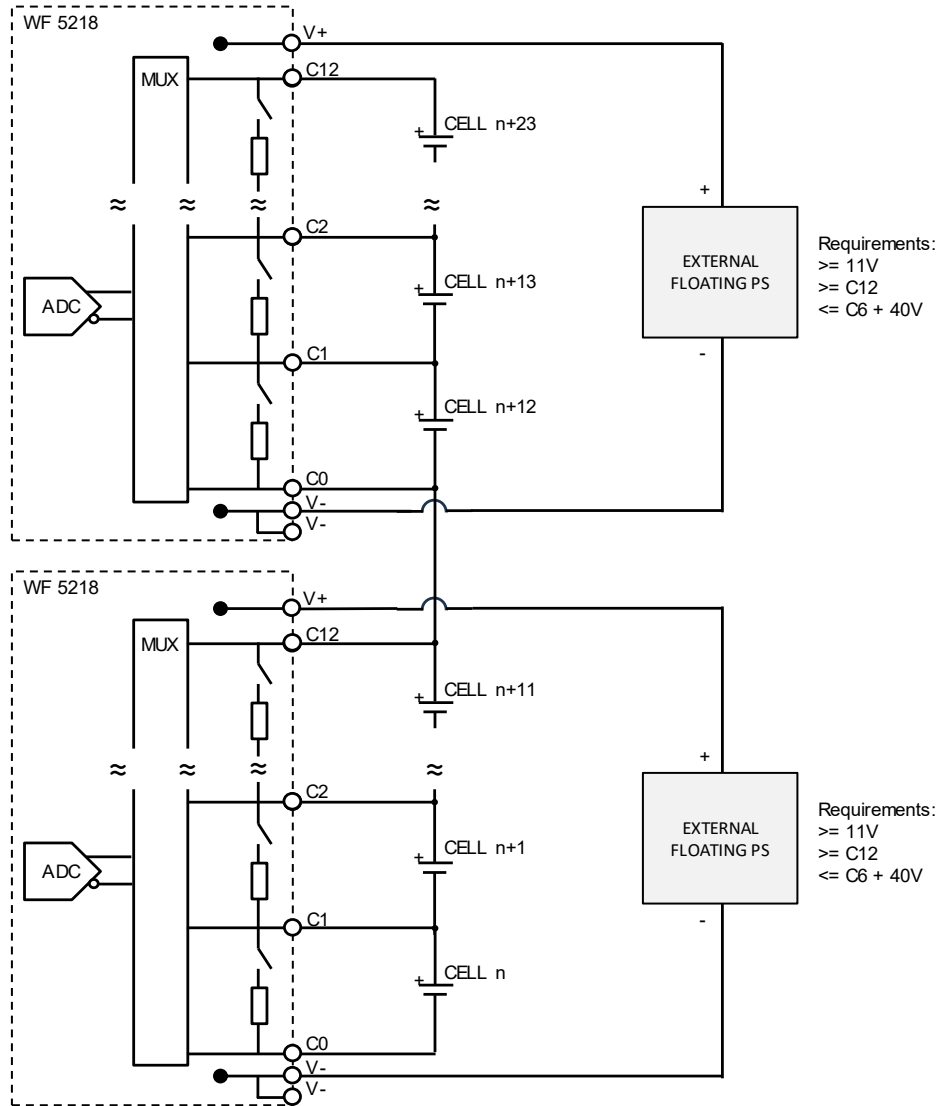 WF 5218
V+
C12
MUX
CELL n+23
+
≈ ≈ ≈ ≈
+
C2
Requirements:
>= 11V
>= C12
<= C6 + 40V
EXTERNAL
FLOATING PS
CELL n+13
+
ADC
C1
-
CELL n+12
+
C0
V-
V-
WF 5218
V+
C12
MUX
CELL n+11
+
≈ ≈ ≈ ≈
+
C2
Requirements:
>= 11V
>= C12
<= C6 + 40V
EXTERNAL
FLOATING PS
CELL n+1
+
ADC
C1
-
CELL n
+
C0
V-
V-